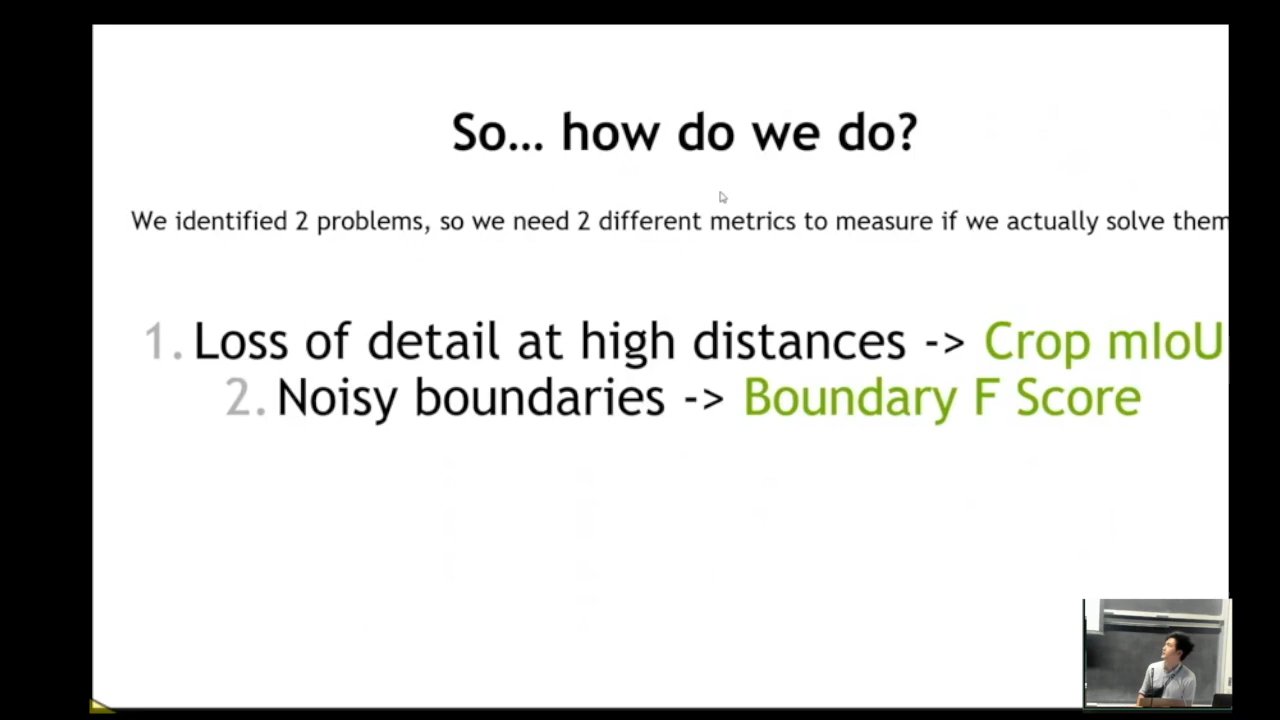 So... how do we do?
We identified 2 problems, so we need 2 different metrics to measure if we actually solve them
1. Loss of detail at high distances -> Crop mIoU
2. Noisy boundaries -> Boundary F Score